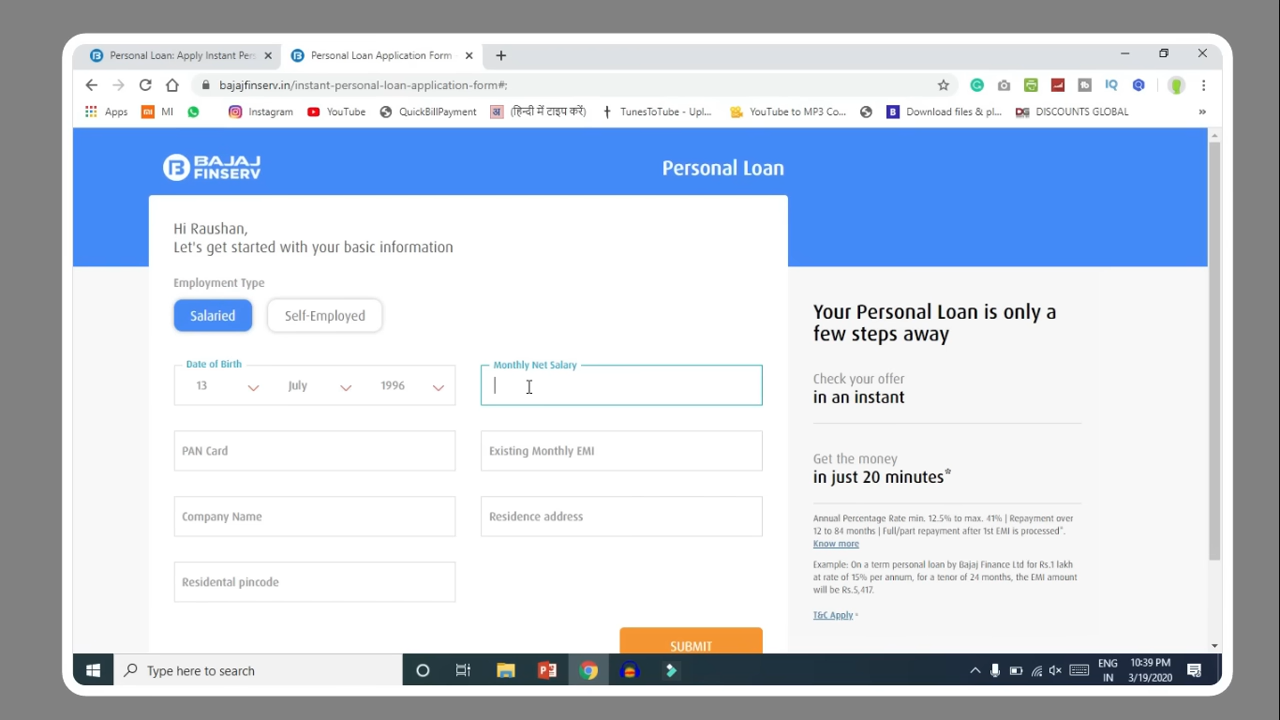 Personal Loan: Apply Instant Per
Personal Loan Application Form
bajajfinserv.in/instant-personal-loan-application-form#;
IQ
Apps
MI
Instagram
YouTube
QuickBillPayment
अ
(हिन्दी में टाइप करें)
TunesToTube - Upl...
YouTube to MP3 Co...
B
Download files & pl...
DG
DISCOUNTS GLOBAL
»
BAJAJ
FINSERV
Personal Loan
Hi Raushan,
Let's get started with your basic information
Employment Type
Salaried
Self-Employed
Date of Birth
13
July
1996
Monthly Net Salary
PAN Card
Existing Monthly EMI
Company Name
Residence address
Residental pincode
SUBMIT
Your Personal Loan is only a
few steps away
Check your offer
in an instant
Get the money
in just 20 minutes*
Annual Percentage Rate min. 12.5% to max. 41% | Repayment over
12 to 84 months | Full/part repayment after 1st EMI is processed*.
Know more
Example: On a term personal loan by Bajaj Finance Ltd for Rs.1 lakh
at rate of 15% per annum, for a tenor of 24 months, the EMI amount
will be Rs.5,417.
T&C Apply *
Type here to search
ENG
IN
10:39 PM
3/19/2020